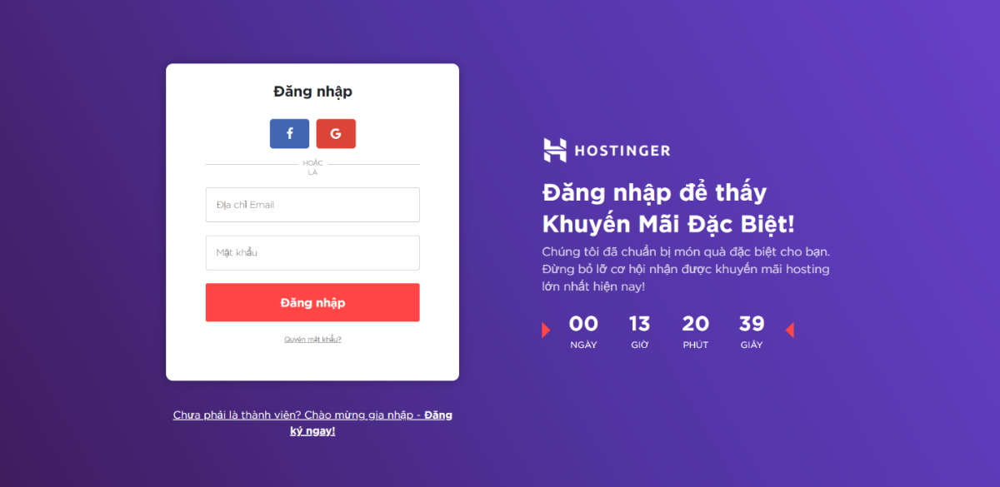 Đăng nhập
HOẶC
LÀ
Địa chỉ Email
Mật khẩu
Đăng nhập
Quyên mật khẩu?
Chưa phải là thành viên? Chào mừng gia nhập - Đăng
ký ngay!
HOSTINGER
Đăng nhập để thấy
Khuyến Mãi Đặc Biệt!
Chúng tôi đã chuẩn bị món quà đặc biệt cho bạn.
Đừng bỏ lỡ cơ hội nhận được khuyến mãi hosting
lớn nhất hiện nay!
00 13 20 39
NGÀY GIỜ PHÚT GIÂY